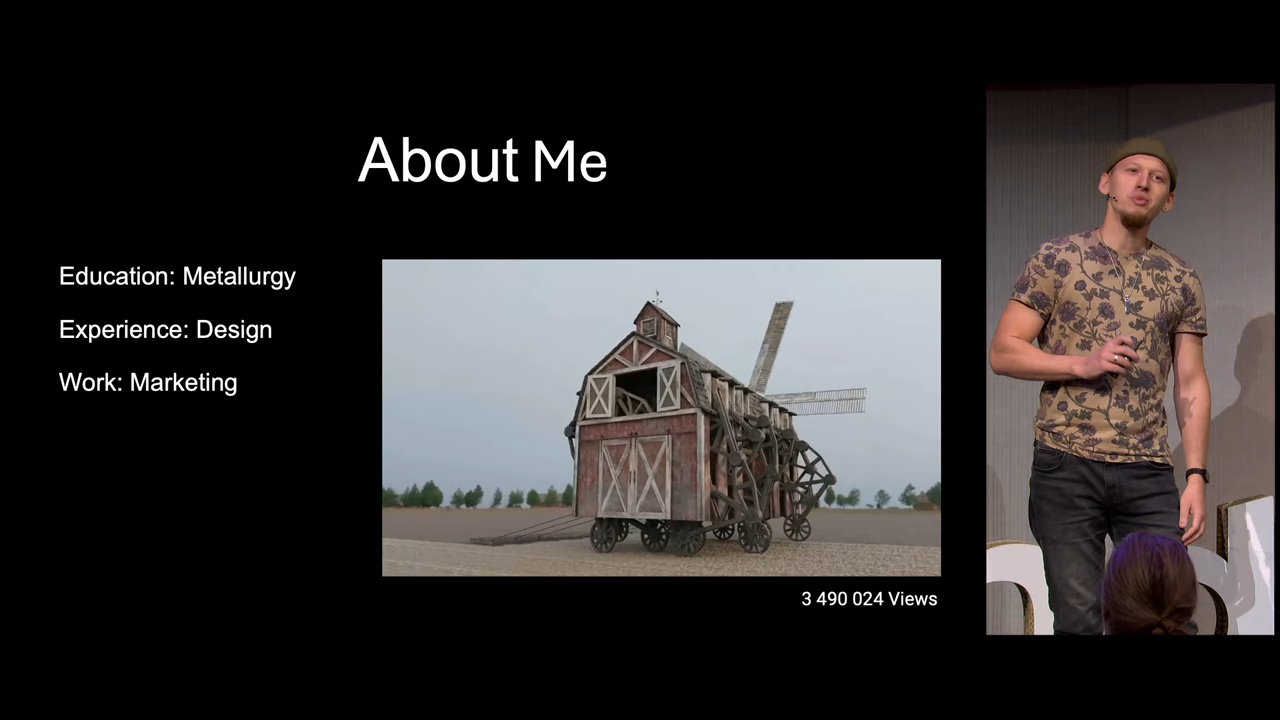 About Me
Education: Metallurgy
Experience: Design
Work: Marketing
3 490 024 Views